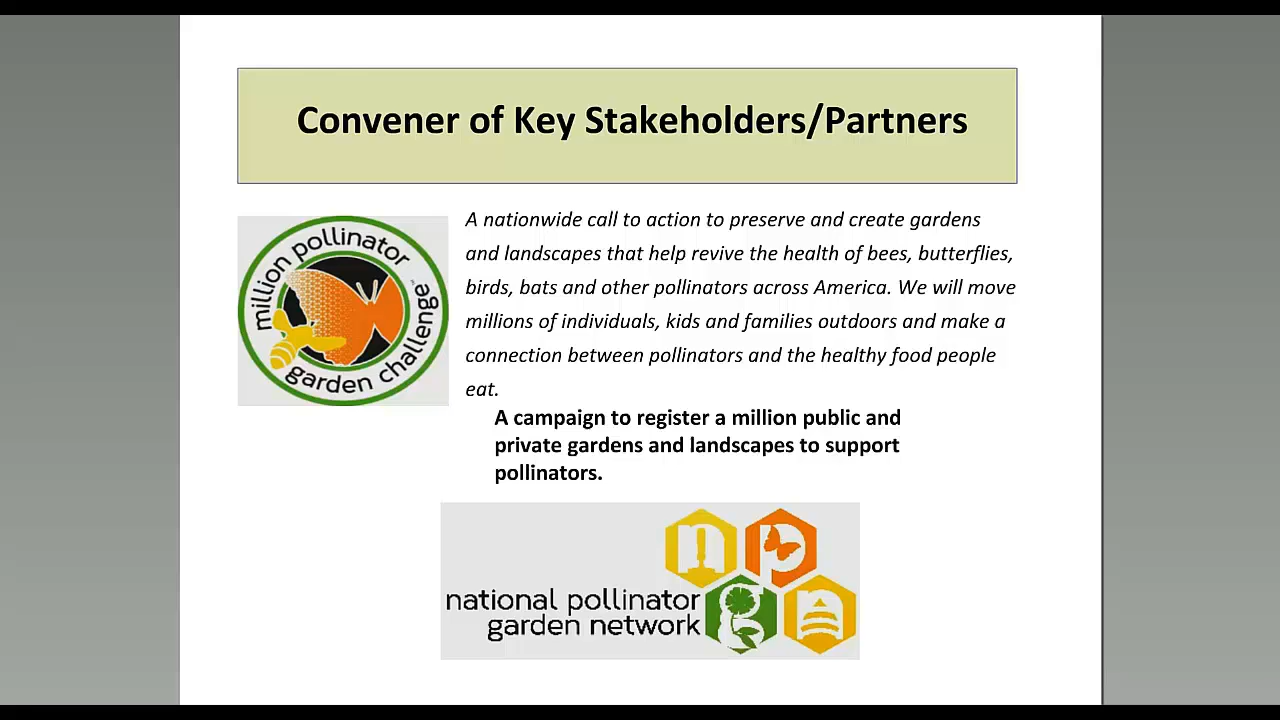 Convener of Key Stakeholders/Partners
million pollinator
garden challenge
A nationwide call to action to preserve and create gardens
and landscapes that help revive the health of bees, butterflies,
birds, bats and other pollinators across America. We will move
millions of individuals, kids and families outdoors and make a
connection between pollinators and the healthy food people
eat.
A campaign to register a million public and
private gardens and landscapes to support
pollinators.
n p
g n
national pollinator
garden network